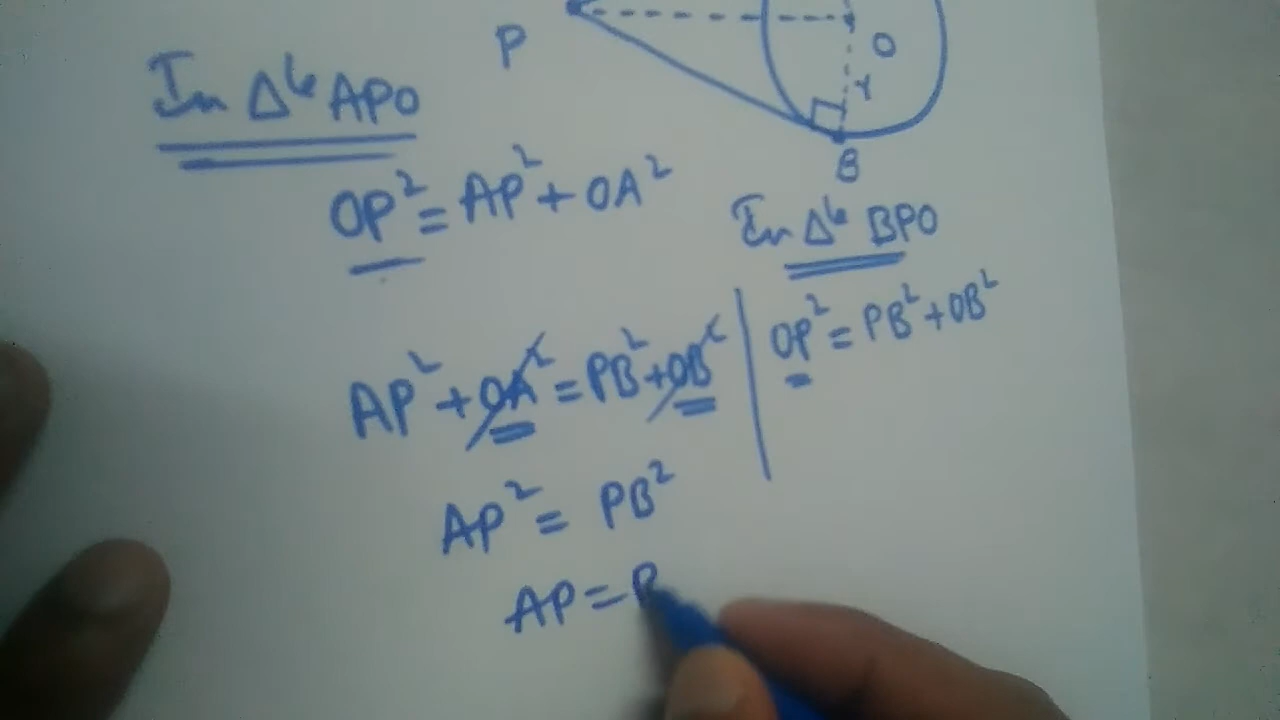 P
O
r
B
In Δle APO
OP² = AP² + OA²
In Δle BPO
OP² = PB² + OB²
AP² + OA² = PB² + OB²
AP² = PB²
AP = P